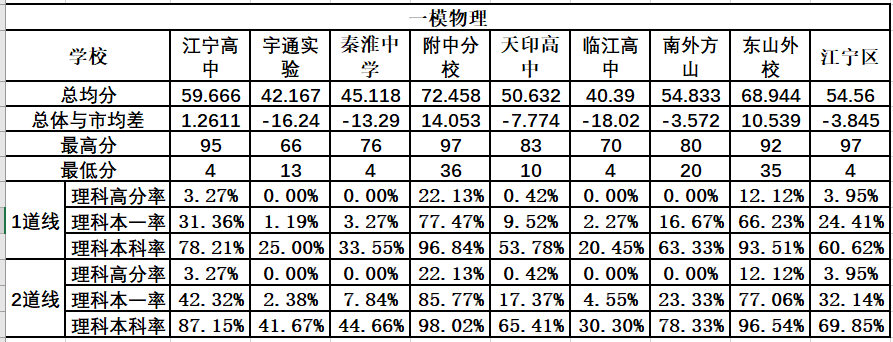 一模物理
学校 江宁高中 宇通实验 秦淮中学 附中分校 天印高中 临江高中 南外方山 东山外校 江宁区
总均分 59.666 42.167 45.118 72.458 50.632 40.39 54.833 68.944 54.56
总体与市均差 1.2611 -16.24 -13.29 14.053 -7.774 -18.02 -3.572 10.539 -3.845
最高分 95 66 76 97 83 70 80 92 97
最低分 4 13 4 36 10 4 20 35 4
1道线 理科高分率 3.27% 0.00% 0.00% 22.13% 0.42% 0.00% 0.00% 12.12% 3.95%
理科本一率 31.36% 1.19% 3.27% 77.47% 9.52% 2.27% 16.67% 66.23% 24.41%
理科本科率 78.21% 25.00% 33.55% 96.84% 53.78% 20.45% 63.33% 93.51% 60.62%
2道线 理科高分率 3.27% 0.00% 0.00% 22.13% 0.42% 0.00% 0.00% 12.12% 3.95%
理科本一率 42.32% 2.38% 7.84% 85.77% 17.37% 4.55% 23.33% 77.06% 32.14%
理科本科率 87.15% 41.67% 44.66% 98.02% 65.41% 30.30% 78.33% 96.54% 69.85%